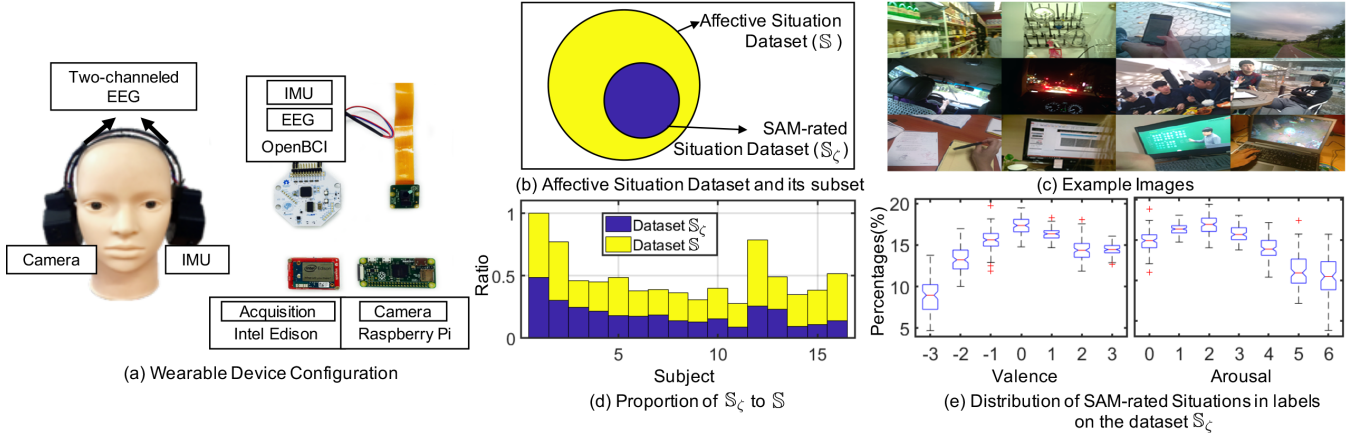 Two-channeled
EEG
Camera
IMU
IMU
EEG
OpenBCI
Acquisition
Intel Edison
Camera
Raspberry Pi
(a) Wearable Device Configuration
Affective Situation
Dataset (𝕊)
SAM-rated
Situation Dataset (𝕊ζ)
(b) Affective Situation Dataset and its subset
(c) Example Images
Ratio
1
0.5
0
Dataset 𝕊ζ
Dataset 𝕊
5 10 15
Subject
(d) Proportion of 𝕊ζ to 𝕊
Percentages(%)
20
15
10
5
-3 -2 -1 0 1 2 3
Valence
0 1 2 3 4 5 6
Arousal
(e) Distribution of SAM-rated Situations in labels
on the dataset 𝕊ζ